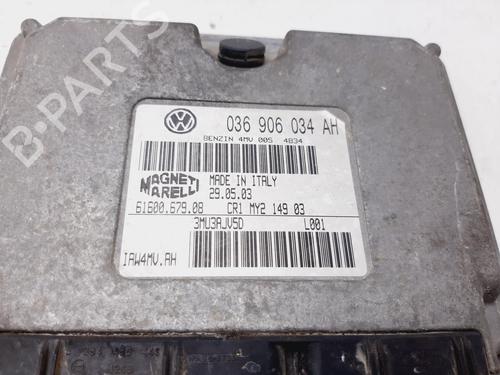 036 906 034 AH
BENZIN 4MV 005 4834
MAGNETI
MARELLI
MADE IN ITALY
29.05.03
61600.679.08 CR1 MY2 149 03
3MU3AJV5D L001
IAW4MV.AH